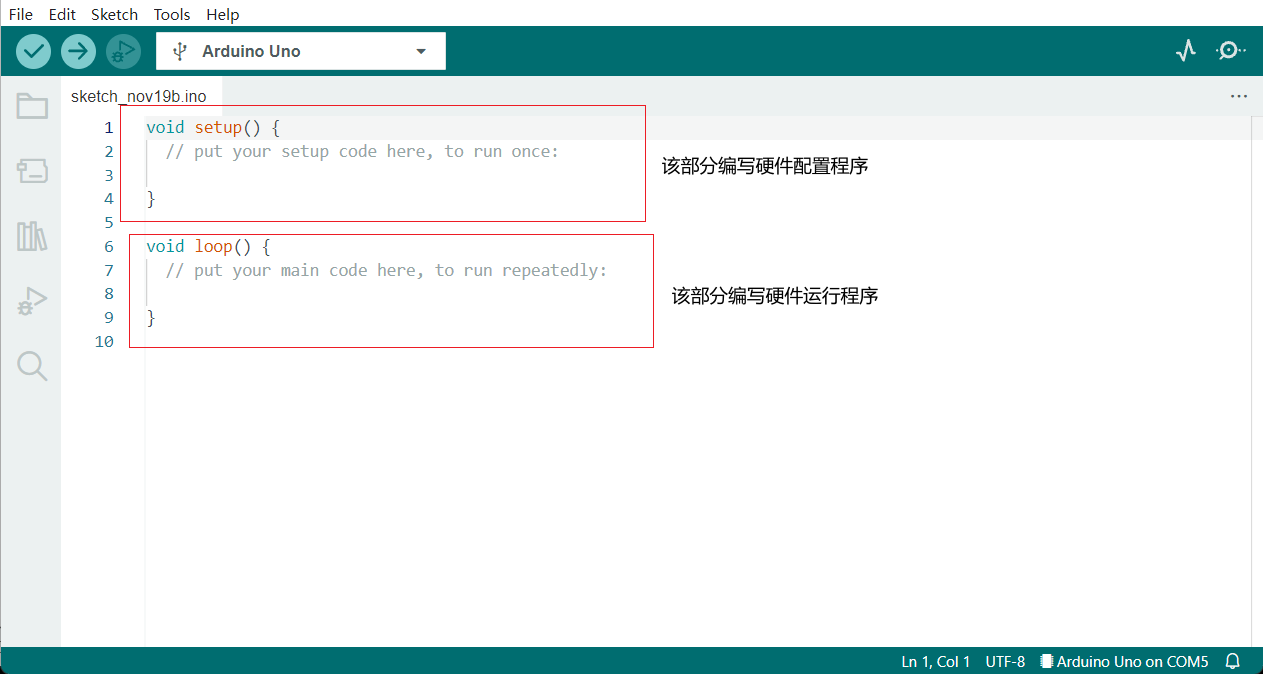 File Edit Sketch Tools Help
Arduino Uno
sketch_nov19b.ino
1 void setup() {
2 // put your setup code here, to run once:
该部分编写硬件配置程序
3
4 }
5
6 void loop() {
7 // put your main code here, to run repeatedly:
该部分编写硬件运行程序
8
9 }
10
Ln 1, Col 1 UTF-8 Arduino Uno on COM5